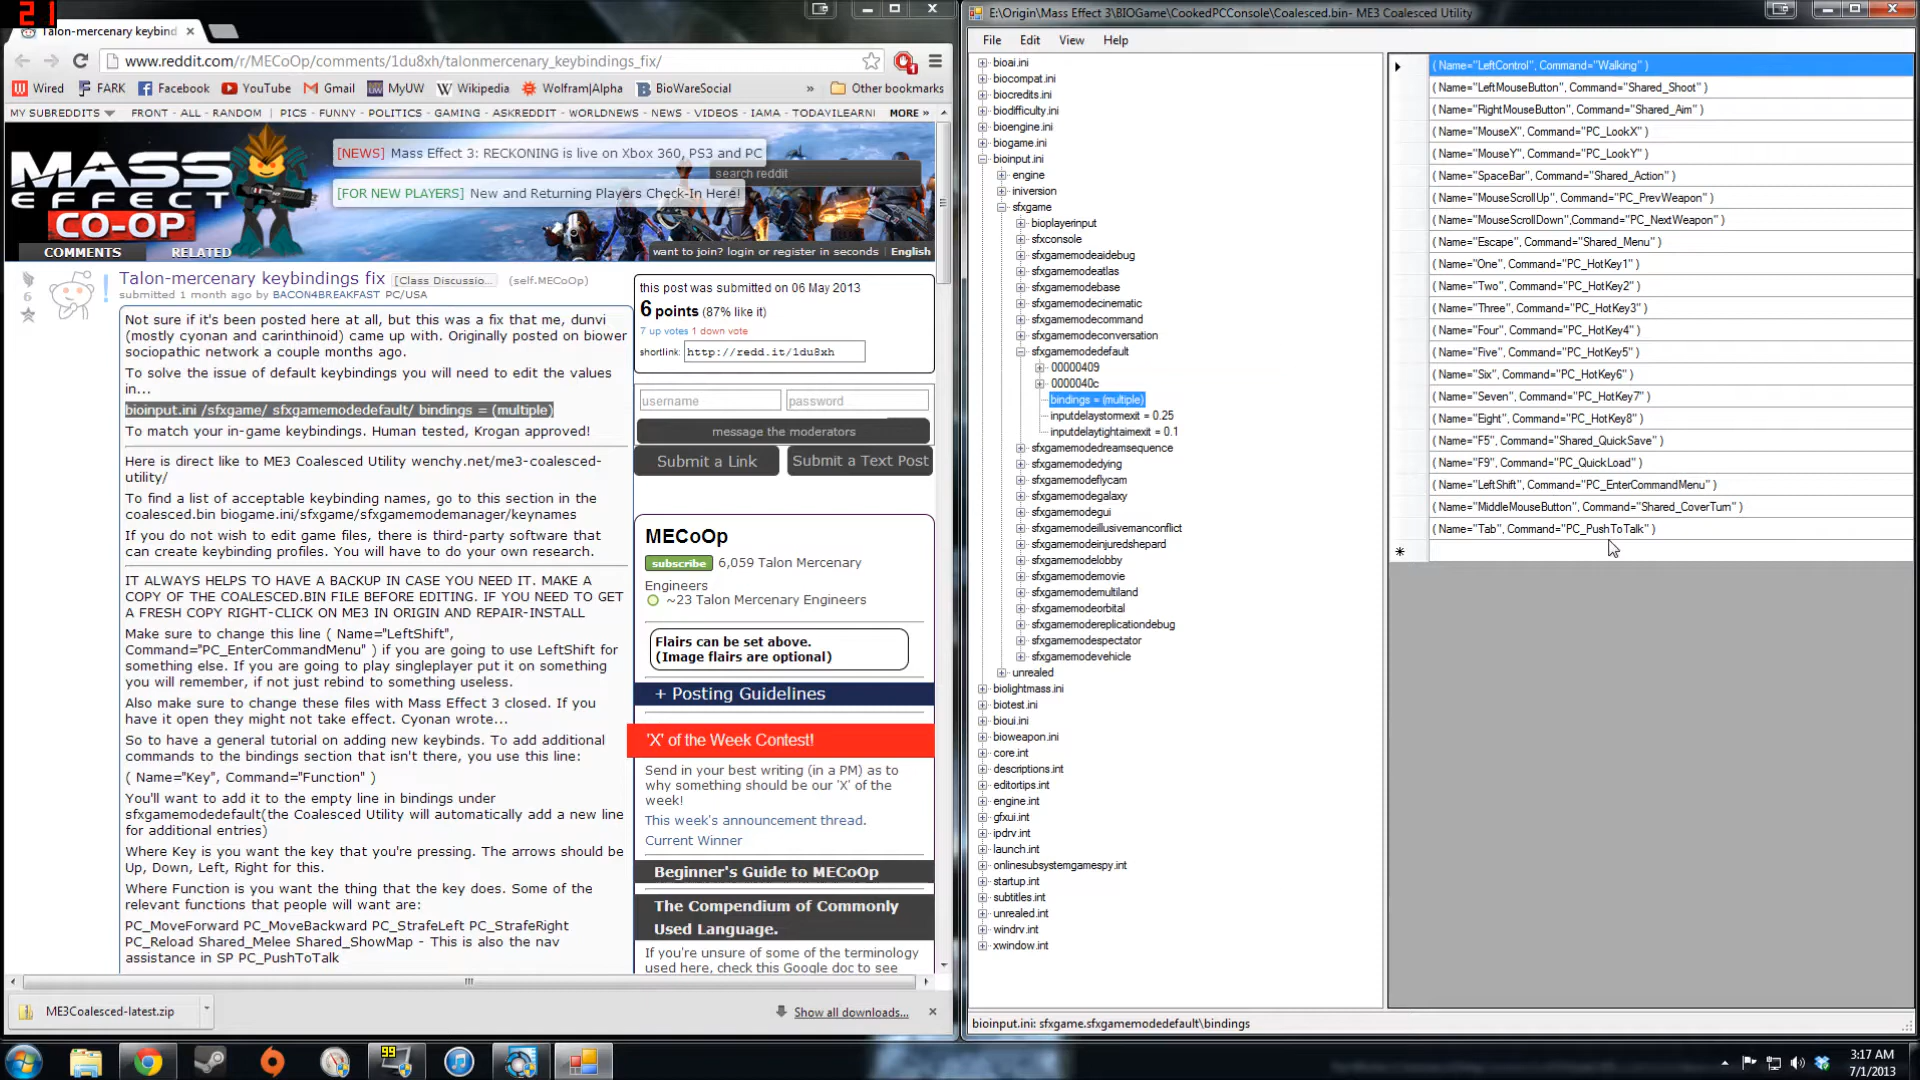 21
Talon-mercenary keybind
www.reddit.com/r/MECoOp/comments/1du8xh/talonmercenary_keybindings_fix/
Wired
FARK
Facebook
YouTube
Gmail
MyUW
Wikipedia
Wolfram|Alpha
BioWareSocial
»
Other bookmarks
MY SUBREDDITS
FRONT - ALL - RANDOM | PICS - FUNNY - POLITICS - GAMING - ASKREDDIT - WORLDNEWS - NEWS - VIDEOS - IAMA - TODAYILEARNI
MORE »
MASS
EFFECT
CO-OP
[NEWS] Mass Effect 3: RECKONING is live on Xbox 360, PS3 and PC
search reddit
[FOR NEW PLAYERS] New and Returning Players Check-In Here!
COMMENTS
RELATED
want to join? login or register in seconds | English
Talon-mercenary keybindings fix [Class Discussio... (self.MECoOp)
submitted 1 month ago by BACON4BREAKFAST PC/USA
6
Not sure if it's been posted here at all, but this was a fix that me, dunvi
(mostly cyonan and carinthinoid) came up with. Originally posted on biower
sociopathic network a couple months ago.
To solve the issue of default keybindings you will need to edit the values
in...
bioinput.ini /sfxgame/ sfxgamemodedefault/ bindings = (multiple)
To match your in-game keybindings. Human tested, Krogan approved!
Here is direct like to ME3 Coalesced Utility wenchy.net/me3-coalesced-
utility/
To find a list of acceptable keybinding names, go to this section in the
coalesced.bin biogame.ini/sfxgame/sfxgamemodemanager/keynames
If you do not wish to edit game files, there is third-party software that
can create keybinding profiles. You will have to do your own research.
IT ALWAYS HELPS TO HAVE A BACKUP IN CASE YOU NEED IT. MAKE A
COPY OF THE COALESCED.BIN FILE BEFORE EDITING. IF YOU NEED TO GET
A FRESH COPY RIGHT-CLICK ON ME3 IN ORIGIN AND REPAIR-INSTALL
Make sure to change this line ( Name="LeftShift",
Command="PC_EnterCommandMenu" ) if you are going to use LeftShift for
something else. If you are going to play singleplayer put it on something
you will remember, if not just rebind to something useless.
Also make sure to change these files with Mass Effect 3 closed. If you
have it open they might not take effect. Cyonan wrote...
So to have a general tutorial on adding new keybinds. To add additional
commands to the bindings section that isn't there, you use this line:
( Name="Key", Command="Function" )
You'll want to add it to the empty line in bindings under
sfxgamemodedefault(the Coalesced Utility will automatically add a new line
for additional entries)
Where Key is you want the key that you're pressing. The arrows should be
Up, Down, Left, Right for this.
Where Function is you want the thing that the key does. Some of the
relevant functions that people will want are:
PC_MoveForward PC_MoveBackward PC_StrafeLeft PC_StrafeRight
PC_Reload Shared_Melee Shared_ShowMap - This is also the nav
assistance in SP PC_PushToTalk
this post was submitted on 06 May 2013
6 points (87% like it)
7 up votes 1 down vote
shortlink: http://redd.it/1du8xh
username
password
message the moderators
Submit a Link
Submit a Text Post
MECoOp
subscribe 6,059 Talon Mercenary
Engineers
~23 Talon Mercenary Engineers
Flairs can be set above.
(Image flairs are optional)
+ Posting Guidelines
'X' of the Week Contest!
Send in your best writing (in a PM) as to
why something should be our 'X' of the
week!
This week's announcement thread.
Current Winner
Beginner's Guide to MECoOp
The Compendium of Commonly
Used Language.
If you're unsure of some of the terminology
used here, check this Google doc to see
ME3Coalesced-latest.zip
Show all downloads...
E:\Origin\Mass Effect 3\BIOGame\CookedPCConsole\Coalesced.bin- ME3 Coalesced Utility
File Edit View Help
bioai.ini
biocompat.ini
biocredits.ini
biodifficulty.ini
bioengine.ini
biogame.ini
bioinput.ini
engine
iniversion
sfxgame
bioplayerinput
sfxconsole
sfxgamemodeaidebug
sfxgamemodeatlas
sfxgamemodebase
sfxgamemodecinematic
sfxgamemodecommand
sfxgamemodeconversation
sfxgamemodedefault
00000409
0000040c
bindings = (multiple)
inputdelaystormexit = 0.25
inputdelaytightaimexit = 0.1
sfxgamemodedreamsequence
sfxgamemodedying
sfxgamemodeflycam
sfxgamemodegalaxy
sfxgamemodegui
sfxgamemodeillusivemanconflict
sfxgamemodeinjuredshepard
sfxgamemodelobby
sfxgamemodemovie
sfxgamemodemultiland
sfxgamemodeorbital
sfxgamemodereplicationdebug
sfxgamemodespectator
sfxgamemodevehicle
unrealed
biolightmass.ini
biotest.ini
bioui.ini
bioweapon.ini
core.int
descriptions.int
editortips.int
engine.int
gfxui.int
ipdrv.int
launch.int
onlinesubsystemgamespy.int
startup.int
subtitles.int
unrealed.int
windrv.int
xwindow.int
( Name="LeftControl", Command="Walking" )
( Name="LeftMouseButton", Command="Shared_Shoot" )
( Name="RightMouseButton", Command="Shared_Aim" )
( Name="MouseX", Command="PC_LookX" )
( Name="MouseY", Command="PC_LookY" )
( Name="SpaceBar", Command="Shared_Action" )
( Name="MouseScrollUp", Command="PC_PrevWeapon" )
( Name="MouseScrollDown",Command="PC_NextWeapon" )
( Name="Escape", Command="Shared_Menu" )
( Name="One", Command="PC_HotKey1" )
( Name="Two", Command="PC_HotKey2" )
( Name="Three", Command="PC_HotKey3" )
( Name="Four", Command="PC_HotKey4" )
( Name="Five", Command="PC_HotKey5" )
( Name="Six", Command="PC_HotKey6" )
( Name="Seven", Command="PC_HotKey7" )
( Name="Eight", Command="PC_HotKey8" )
( Name="F5", Command="Shared_QuickSave" )
( Name="F9", Command="PC_QuickLoad" )
( Name="LeftShift", Command="PC_EnterCommandMenu" )
( Name="MiddleMouseButton", Command="Shared_CoverTurn" )
( Name="Tab", Command="PC_PushToTalk" )
bioinput.ini: sfxgame.sfxgamemodedefault\bindings
99
3:17 AM
7/1/2013